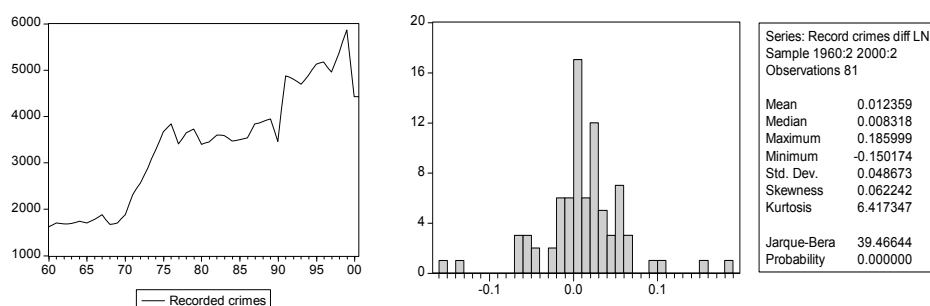 6000
5000
4000
3000
2000
1000
60 65 70 75 80 85 90 95 00
Recorded crimes
20
16
12
8
4
0
-0.1 0.0 0.1
Series: Record crimes diff LN
Sample 1960:2 2000:2
Observations 81
Mean 0.012359
Median 0.008318
Maximum 0.185999
Minimum -0.150174
Std. Dev. 0.048673
Skewness 0.062242
Kurtosis 6.417347
Jarque-Bera 39.46644
Probability 0.000000